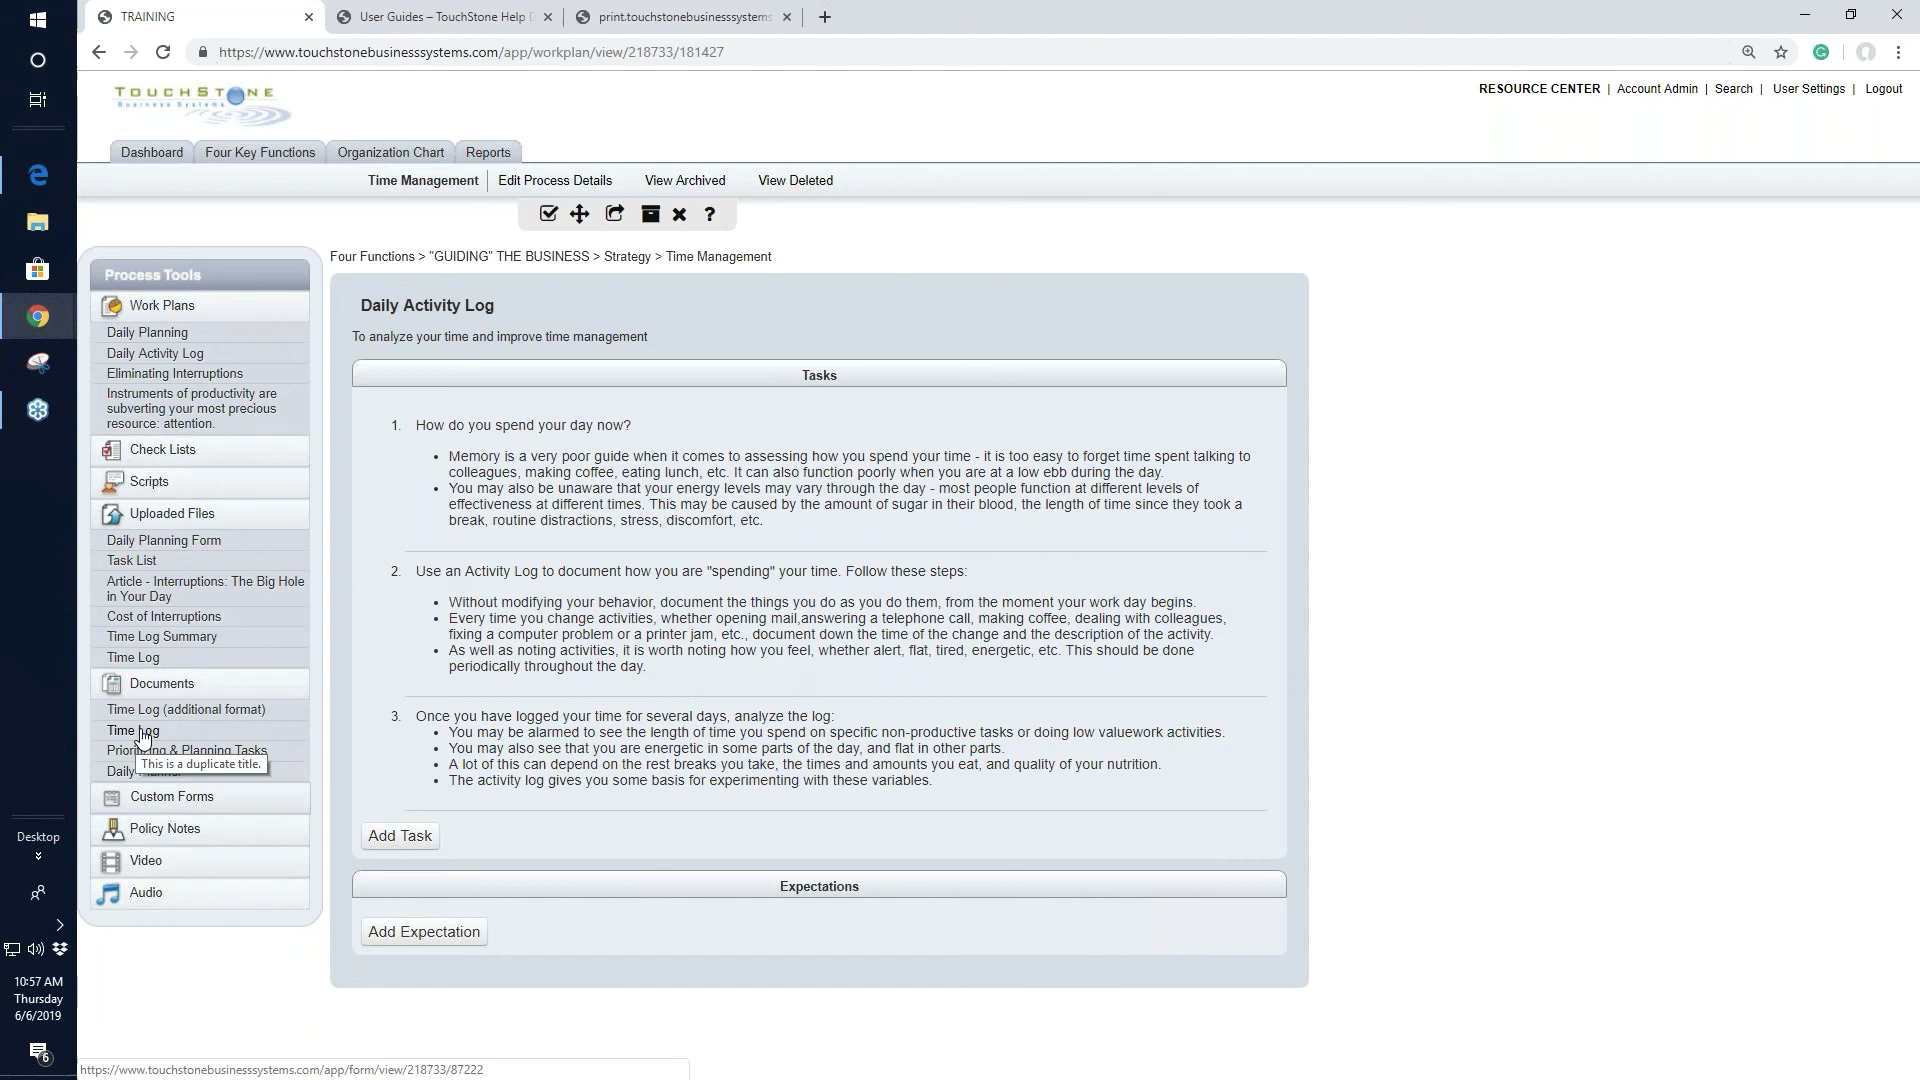 TRAINING
User Guides – TouchStone Help D
print.touchstonebusinesssystems
https://www.touchstonebusinesssystems.com/app/workplan/view/218733/181427
TOUCHSTONE
Business Systems
RESOURCE CENTER | Account Admin | Search | User Settings | Logout
Dashboard
Four Key Functions
Organization Chart
Reports
Time Management
Edit Process Details
View Archived
View Deleted
?
Four Functions > "GUIDING" THE BUSINESS > Strategy > Time Management
Process Tools
Work Plans
Daily Planning
Daily Activity Log
Eliminating Interruptions
Instruments of productivity are
subverting your most precious
resource: attention.
Check Lists
Scripts
Uploaded Files
Daily Planning Form
Task List
Article - Interruptions: The Big Hole
in Your Day
Cost of Interruptions
Time Log Summary
Time Log
Documents
Time Log (additional format)
Time Log
Prioritizing & Planning Tasks
This is a duplicate title.
Daily
Custom Forms
Policy Notes
Video
Audio
Daily Activity Log
To analyze your time and improve time management
Tasks
1. How do you spend your day now?
• Memory is a very poor guide when it comes to assessing how you spend your time - it is too easy to forget time spent talking to
colleagues, making coffee, eating lunch, etc. It can also function poorly when you are at a low ebb during the day.
• You may also be unaware that your energy levels may vary through the day - most people function at different levels of
effectiveness at different times. This may be caused by the amount of sugar in their blood, the length of time since they took a
break, routine distractions, stress, discomfort, etc.
2. Use an Activity Log to document how you are "spending" your time. Follow these steps:
• Without modifying your behavior, document the things you do as you do them, from the moment your work day begins.
• Every time you change activities, whether opening mail,answering a telephone call, making coffee, dealing with colleagues,
fixing a computer problem or a printer jam, etc., document down the time of the change and the description of the activity.
• As well as noting activities, it is worth noting how you feel, whether alert, flat, tired, energetic, etc. This should be done
periodically throughout the day.
3. Once you have logged your time for several days, analyze the log:
• You may be alarmed to see the length of time you spend on specific non-productive tasks or doing low valuework activities.
• You may also see that you are energetic in some parts of the day, and flat in other parts.
• A lot of this can depend on the rest breaks you take, the times and amounts you eat, and quality of your nutrition.
• The activity log gives you some basis for experimenting with these variables.
Add Task
Expectations
Add Expectation
Desktop
10:57 AM
Thursday
6/6/2019
6
https://www.touchstonebusinesssystems.com/app/form/view/218733/87222